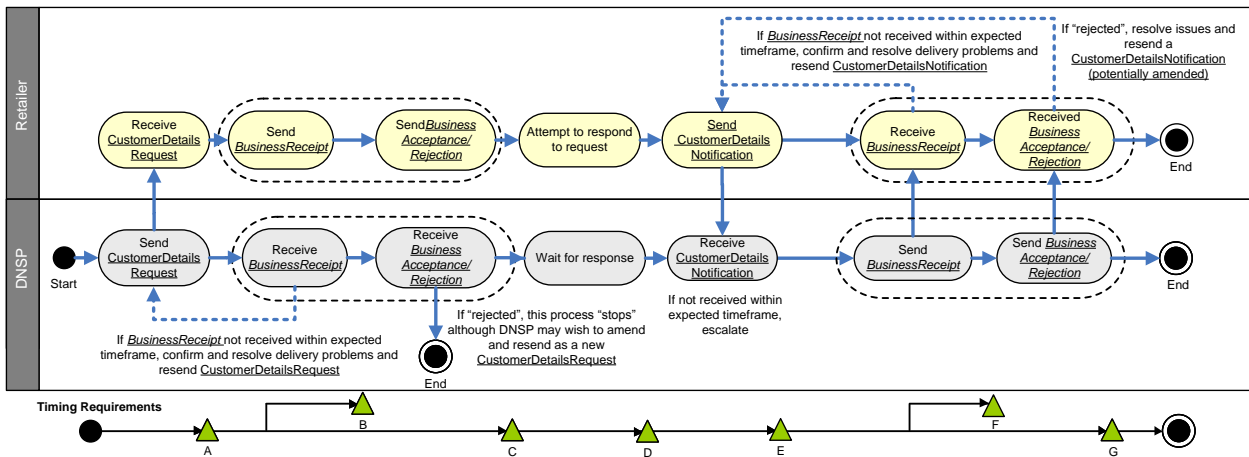 Retailer
If BusinessReceipt not received within expected
timeframe, confirm and resolve delivery problems and
resend CustomerDetailsNotification
If “rejected”, resolve issues and
resend a
CustomerDetailsNotification
(potentially amended)
Receive
CustomerDetails
Request
Send
BusinessReceipt
SendBusiness
Acceptance/
Rejection
Attempt to respond
to request
Send
CustomerDetails
Notification
Receive
BusinessReceipt
Received
Business
Acceptance/
Rejection
End
DNSP
Start
Send
CustomerDetails
Request
Receive
BusinessReceipt
Receive
Business
Acceptance/
Rejection
Wait for response
Receive
CustomerDetails
Notification
Send
BusinessReceipt
Send Business
Acceptance/
Rejection
End
If not received within
expected timeframe,
escalate
If BusinessReceipt not received within expected
timeframe, confirm and resolve delivery problems and
resend CustomerDetailsRequest
If “rejected”, this process “stops”
although DNSP may wish to amend
and resend as a new
CustomerDetailsRequest
End
Timing Requirements
A
B
C
D
E
F
G